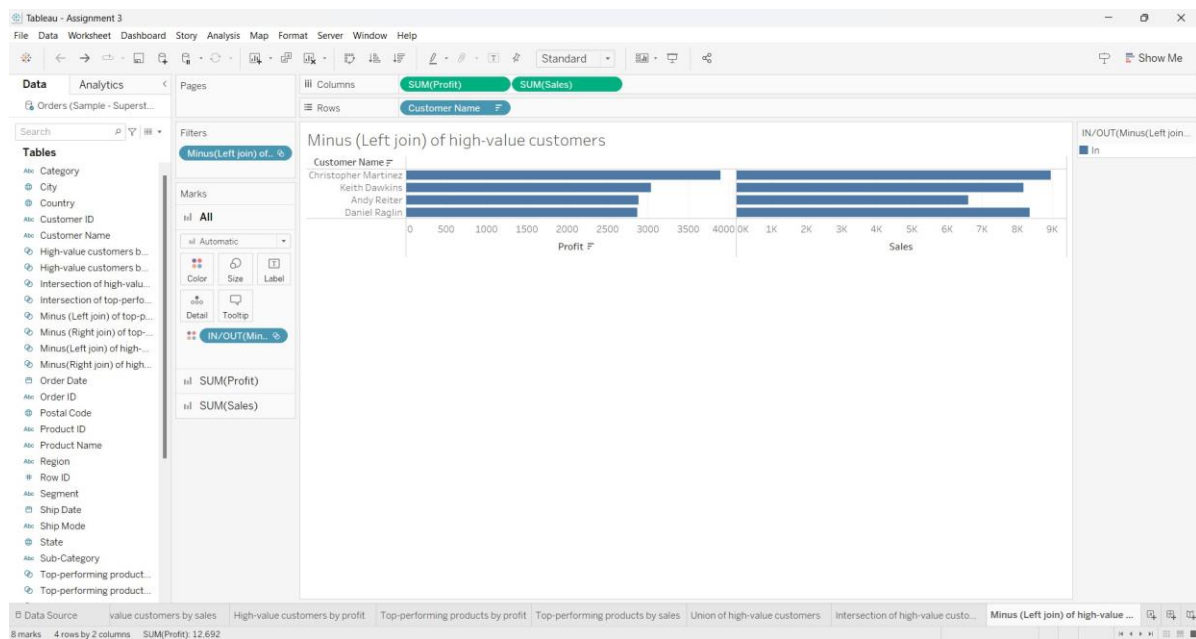 Tableau - Assignment 3
File Data Worksheet Dashboard Story Analysis Map Format Server Window Help
Standard
Show Me
Data Analytics
Pages
Columns
SUM(Profit) SUM(Sales)
Orders (Sample - Superst...
Rows
Customer Name
Search
Tables
Category
City
Country
Customer ID
Customer Name
High-value customers b...
High-value customers b...
Intersection of high-valu...
Intersection of top-perfo...
Minus (Left join) of top-p...
Minus (Right join) of top-...
Minus(Left join) of high-...
Minus(Right join) of high...
Order Date
Order ID
Postal Code
Product ID
Product Name
Region
Row ID
Segment
Ship Date
Ship Mode
State
Sub-Category
Top-performing product...
Top-performing product...
Filters
Minus(Left join) of..
Marks
All
Automatic
Color Size Label
Detail Tooltip
IN/OUT(Min..
SUM(Profit)
SUM(Sales)
Minus (Left join) of high-value customers
Customer Name
Christopher Martinez
Keith Dawkins
Andy Reiter
Daniel Raglin
0 500 1000 1500 2000 2500 3000 3500 4000 0K 1K 2K 3K 4K 5K 6K 7K 8K 9K
Profit Sales
IN/OUT(Minus(Left join...
In
Data Source value customers by sales High-value customers by profit Top-performing products by profit Top-performing products by sales Union of high-value customers Intersection of high-value custo... Minus (Left join) of high-value ...
8 marks 4 rows by 2 columns SUM(Profit): 12,692